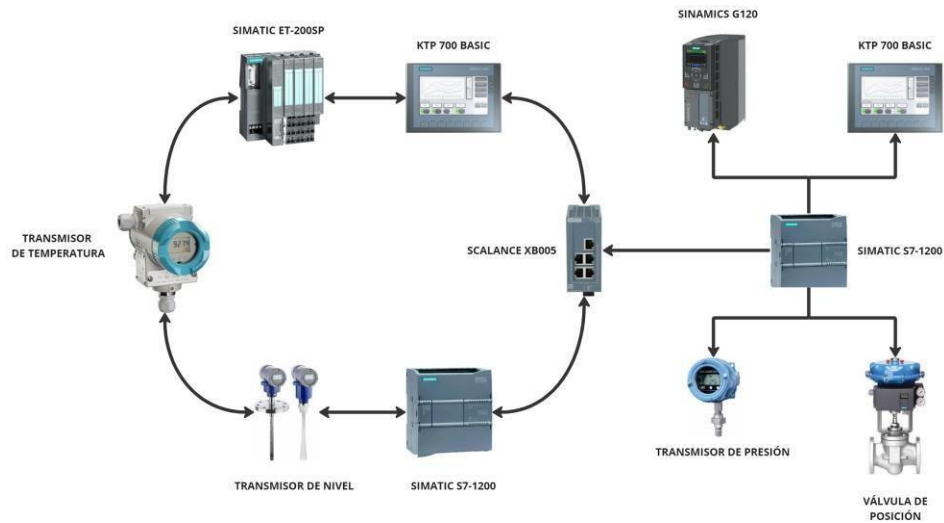 SINAMICS G120
SIMATIC ET-200SP
KTP 700 BASIC
KTP 700 BASIC
TRANSMISOR
DE TEMPERATURA
SCALANCE XB005
SIMATIC S7-1200
TRANSMISOR DE NIVEL
SIMATIC S7-1200
TRANSMISOR DE PRESIÓN
VÁLVULA DE
POSICIÓN